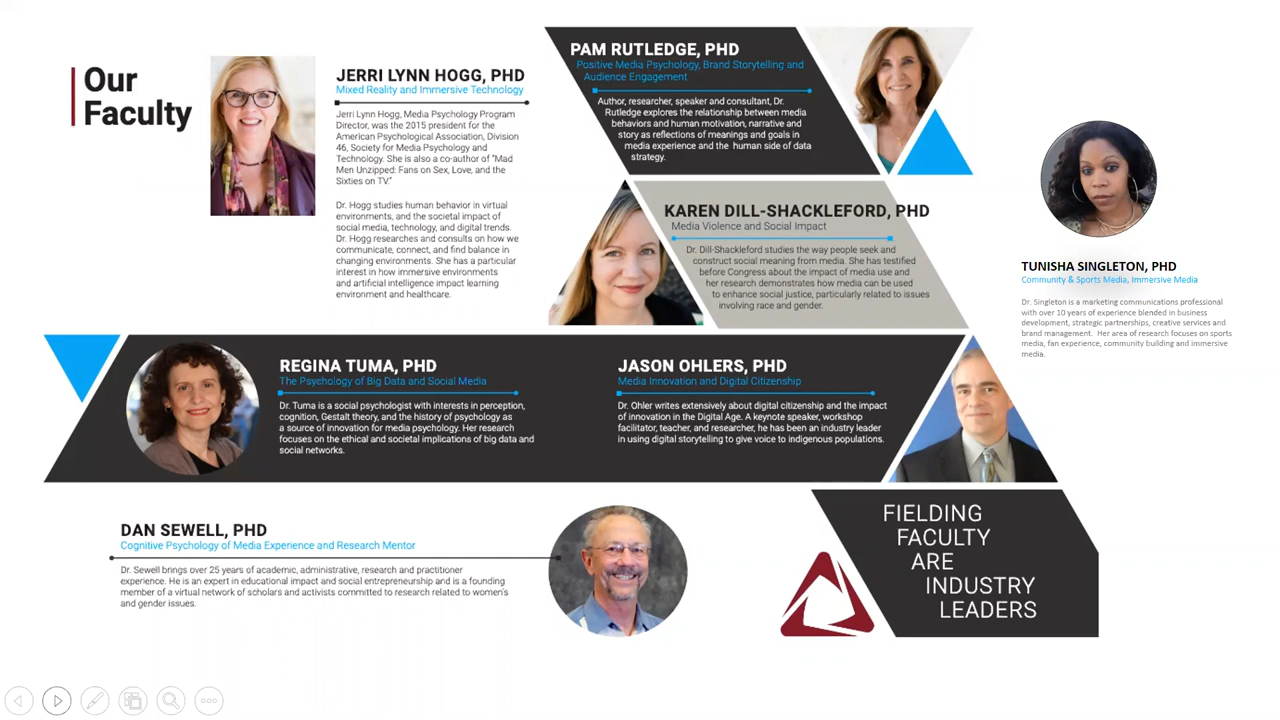 Our
Faculty
JERRI LYNN HOGG, PHD
Mixed Reality and Immersive Technology
Jerri Lynn Hogg, Media Psychology Program
Director, was the 2015 president for the
American Psychological Association, Division
46, Society for Media Psychology and
Technology. She is also a co-author of "Mad
Men Unzipped: Fans on Sex, Love, and the
Sixties on TV."
Dr. Hogg studies human behavior in virtual
environments, and the societal impact of
social media, technology, and digital trends.
Dr. Hogg researches and consults on how we
communicate, connect, and find balance in
changing environments. She has a particular
interest in how immersive environments
and artificial intelligence impact learning
environment and healthcare.
PAM RUTLEDGE, PHD
Positive Media Psychology, Brand Storytelling and
Audience Engagement
Author, researcher, speaker and consultant, Dr.
Rutledge explores the relationship between media
behaviors and human motivation, narrative and
story as reflections of meanings and goals in
media experience and the human side of data
strategy.
KAREN DILL-SHACKLEFORD, PHD
Media Violence and Social Impact
Dr. Dill-Shackleford studies the way people seek and
construct social meaning from media. She has testified
before Congress about the impact of media use and
her research demonstrates how media can be used
to enhance social justice, particularly related to issues
involving race and gender.
TUNISHA SINGLETON, PHD
Community & Sports Media, Immersive Media
Dr. Singleton is a marketing communications professional
with over 10 years of experience blended in business
development, strategic partnerships, creative services and
brand management. Her area of research focuses on sports
media, fan experience, community building and immersive
media.
REGINA TUMA, PHD
The Psychology of Big Data and Social Media
Dr. Tuma is a social psychologist with interests in perception,
cognition, Gestalt theory, and the history of psychology as
a source of innovation for media psychology. Her research
focuses on the ethical and societal implications of big data and
social networks.
JASON OHLERS, PHD
Media Innovation and Digital Citizenship
Dr. Ohler writes extensively about digital citizenship and the impact
of innovation in the Digital Age. A keynote speaker, workshop
facilitator, teacher, and researcher, he has been an industry leader
in using digital storytelling to give voice to indigenous populations.
DAN SEWELL, PHD
Cognitive Psychology of Media Experience and Research Mentor
Dr. Sewell brings over 25 years of academic, administrative, research and practitioner
experience. He is an expert in educational impact and social entrepreneurship and is a founding
member of a virtual network of scholars and activists committed to research related to women's
and gender issues.
FIELDING
FACULTY
ARE
INDUSTRY
LEADERS